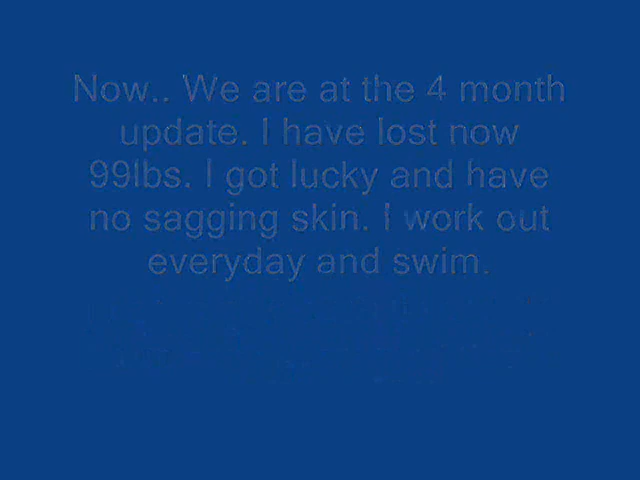 Now.. We are at the 4 month
update. I have lost now
99lbs. I got lucky and have
no sagging skin. I work out
everyday and swim.